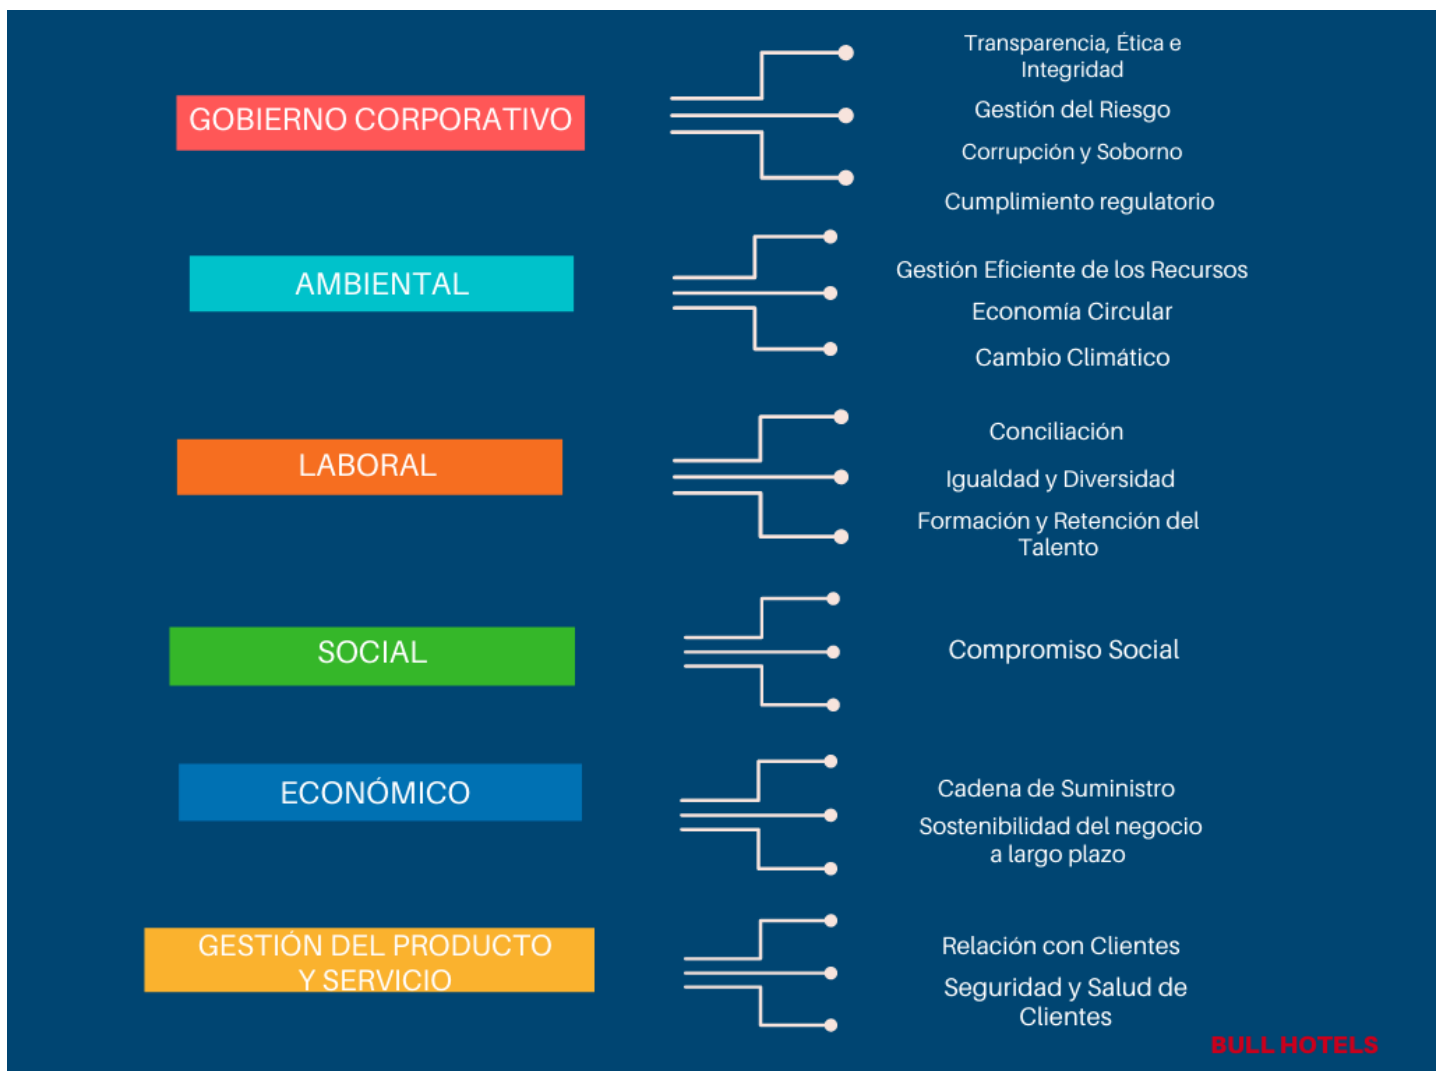 GOBIERNO CORPORATIVO
Transparencia, Ética e
Integridad
Gestión del Riesgo
Corrupción y Soborno
Cumplimiento regulatorio
AMBIENTAL
Gestión Eficiente de los Recursos
Economía Circular
Cambio Climático
LABORAL
Conciliación
Igualdad y Diversidad
Formación y Retención del
Talento
SOCIAL
Compromiso Social
ECONÓMICO
Cadena de Suministro
Sostenibilidad del negocio
a largo plazo
GESTIÓN DEL PRODUCTO
Y SERVICIO
Relación con Clientes
Seguridad y Salud de
Clientes
BULL HOTELS